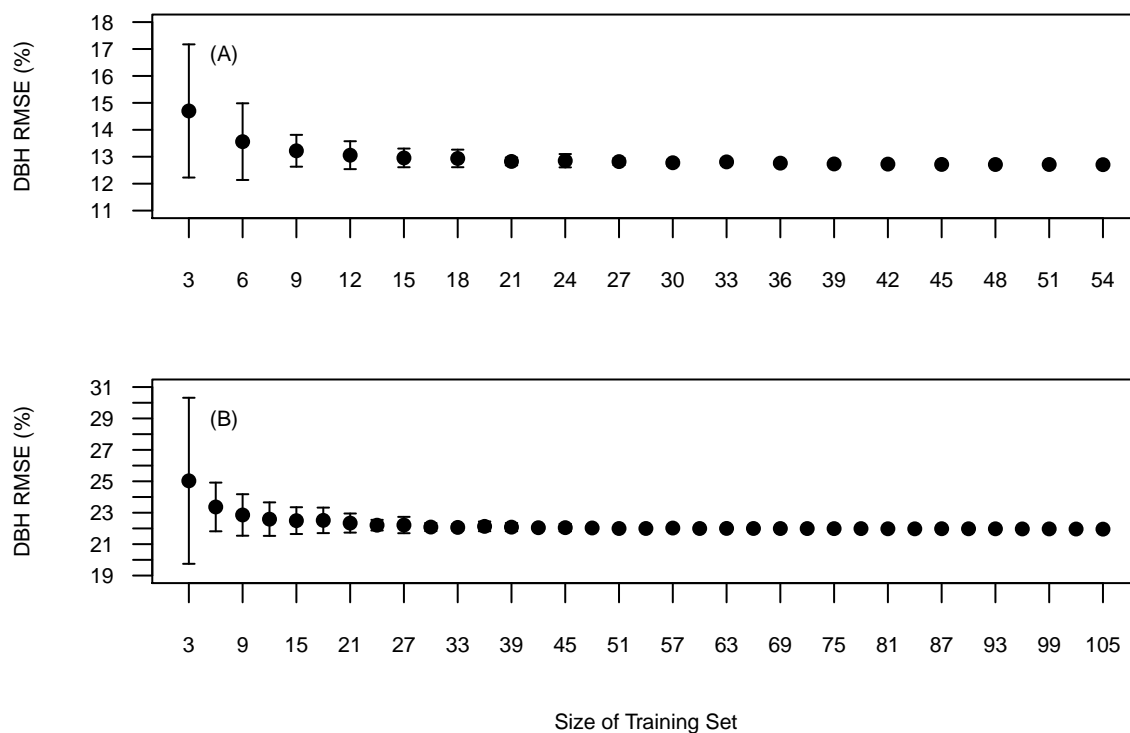 DBH RMSE (%)
18
17
16
15
14
13
12
11
(A)
3 6 9 12 15 18 21 24 27 30 33 36 39 42 45 48 51 54
DBH RMSE (%)
31
29
27
25
23
21
19
(B)
3 9 15 21 27 33 39 45 51 57 63 69 75 81 87 93 99 105
Size of Training Set